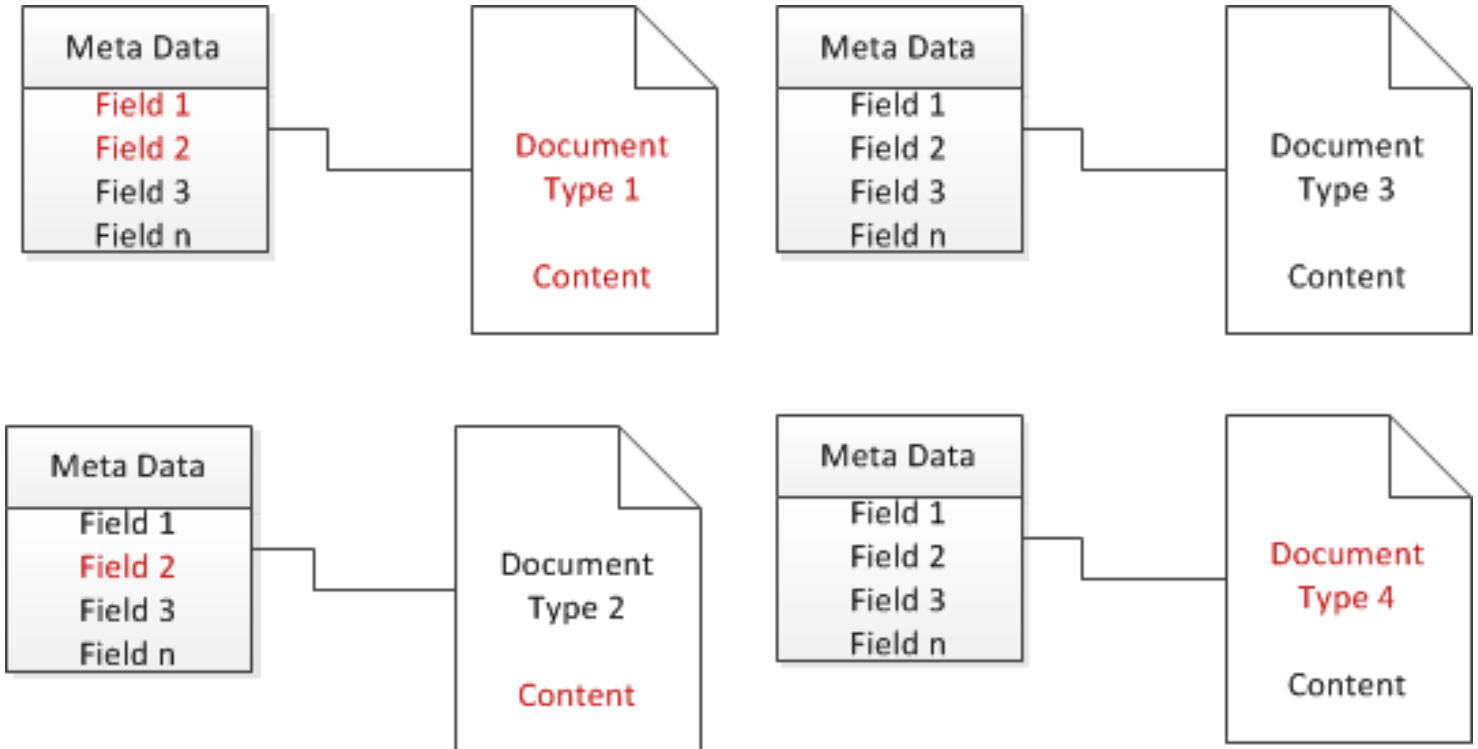 Meta Data
Field 1
Field 2
Field 3
Field n
Document
Type 1
Content
Meta Data
Field 1
Field 2
Field 3
Field n
Document
Type 3
Content
Meta Data
Field 1
Field 2
Field 3
Field n
Document
Type 2
Content
Meta Data
Field 1
Field 2
Field 3
Field n
Document
Type 4
Content